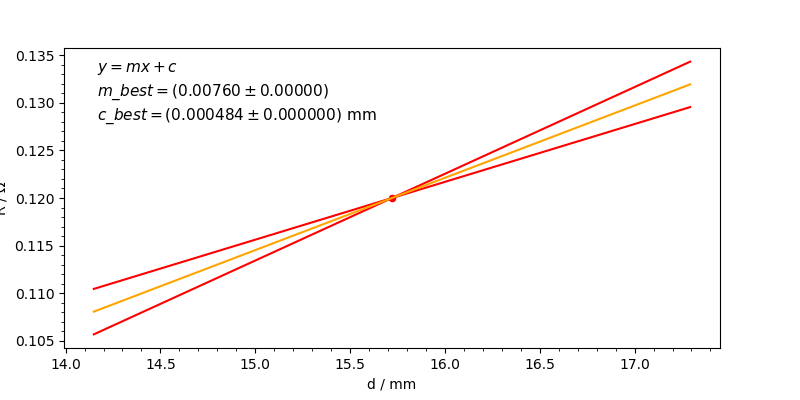 y = mx + c
m_best = (0.00760 ± 0.00000)
c_best = (0.000484 ± 0.000000) mm
0.135
0.130
0.125
0.120
0.115
0.110
0.105
14.0 14.5 15.0 15.5 16.0 16.5 17.0
d / mm